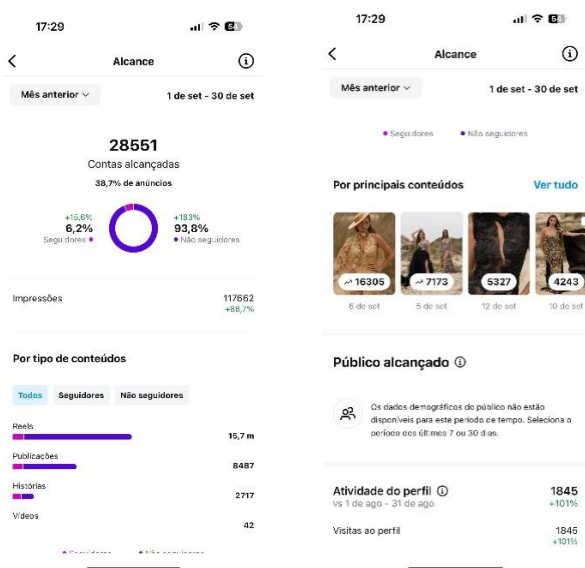 17:29
Alcance
Mês anterior
1 de set - 30 de set
28551
Contas alcançadas
38,7% de anúncios
+16,6%
6,2%
Seguidores
+183%
93,8%
Não seguidores
Impressões
117662
+88,7%
Por tipo de conteúdos
Todos Seguidores Não seguidores
Reels
15,7 m
Publicações
8487
Histórias
2717
Vídeos
42
Seguidores Não seguidores
17:29
Alcance
Mês anterior
1 de set - 30 de set
Seguidores Não seguidores
Por principais conteúdos
Ver tudo
16305 7173 5327 4243
6 de set 5 de set 12 de set 10 de set
Público alcançado
Os dados demográficos do público não estão
disponíveis para este período de tempo. Seleciona o
período dos últimos 7 ou 30 dias.
Atividade do perfil
1845
vs 1 de ago - 31 de ago
+101%
Visitas ao perfil
1845
+101%